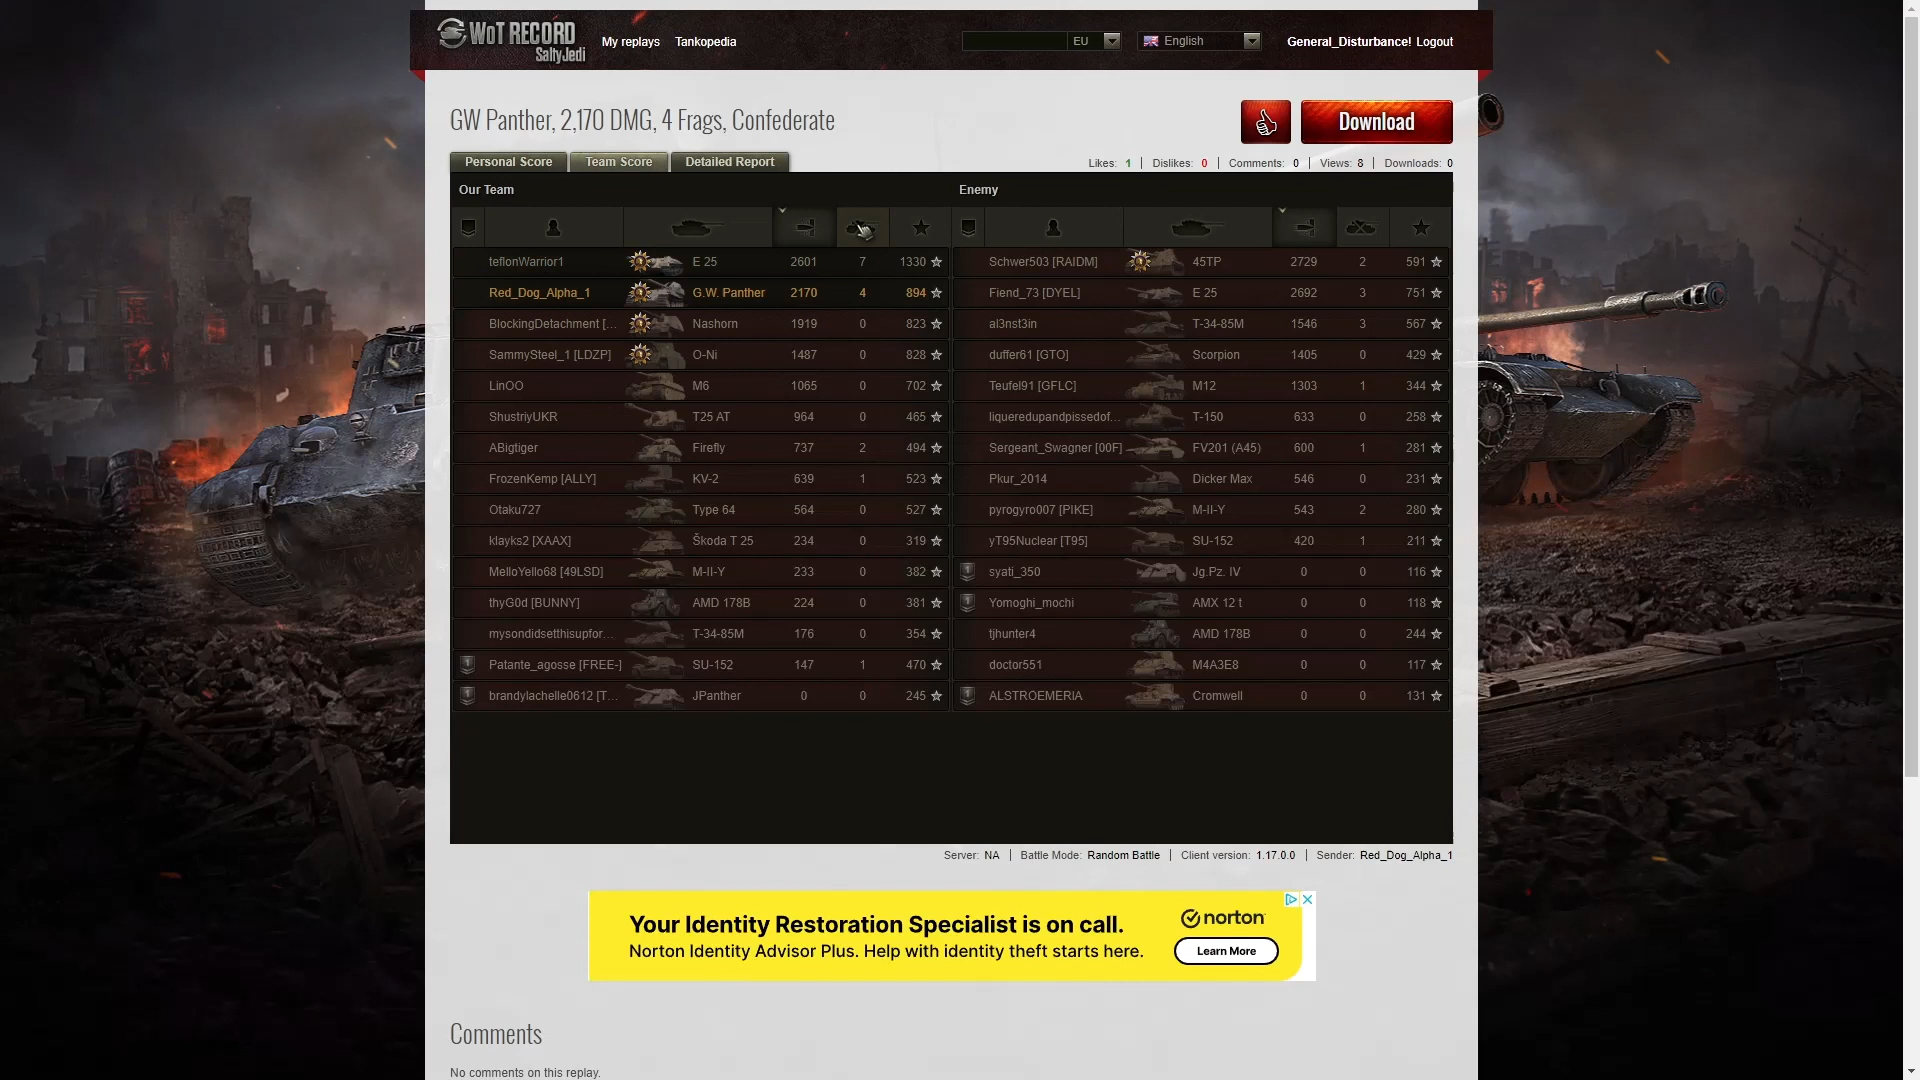 WoT RECORD
SaltyJedi
My replays Tankopedia
EU
English
General_Disturbance! Logout
GW Panther, 2,170 DMG, 4 Frags, Confederate
Download
Personal Score Team Score Detailed Report
Likes: 1 | Dislikes: 0 | Comments: 0 | Views: 8 | Downloads: 0
Our Team Enemy
teflonWarrior1 E 25 2601 7 1330 Schwer503 [RAIDM] 45TP 2729 2 591
Red_Dog_Alpha_1 G.W. Panther 2170 4 894 Fiend_73 [DYEL] E 25 2692 3 751
BlockingDetachment [... Nashorn 1919 0 823 al3nst3in T-34-85M 1546 3 567
SammySteel_1 [LDZP] O-Ni 1487 0 828 duffer61 [GTO] Scorpion 1405 0 429
LinOO M6 1065 0 702 Teufel91 [GFLC] M12 1303 1 344
ShustriyUKR T25 AT 964 0 465 liqueredupandpissedof... T-150 633 0 258
ABigtiger Firefly 737 2 494 Sergeant_Swagner [00F] FV201 (A45) 600 1 281
FrozenKemp [ALLY] KV-2 639 1 523 Pkur_2014 Dicker Max 546 0 231
Otaku727 Type 64 564 0 527 pyrogyro007 [PIKE] M-II-Y 543 2 280
klayks2 [XAAX] Škoda T 25 234 0 319 yT95Nuclear [T95] SU-152 420 1 211
MelloYello68 [49LSD] M-II-Y 233 0 382 syati_350 Jg.Pz. IV 0 0 116
thyG0d [BUNNY] AMD 178B 224 0 381 Yomoghi_mochi AMX 12 t 0 0 118
mysondidsetthisupfor... T-34-85M 176 0 354 tjhunter4 AMD 178B 0 0 244
Patante_agosse [FREE-] SU-152 147 1 470 doctor551 M4A3E8 0 0 117
brandylachelle0612 [T... JPanther 0 0 245 ALSTROEMERIA Cromwell 0 0 131
Server: NA | Battle Mode: Random Battle | Client version: 1.17.0.0 | Sender: Red_Dog_Alpha_1
Your Identity Restoration Specialist is on call.
Norton Identity Advisor Plus. Help with identity theft starts here.
norton
Learn More
Comments
No comments on this replay.